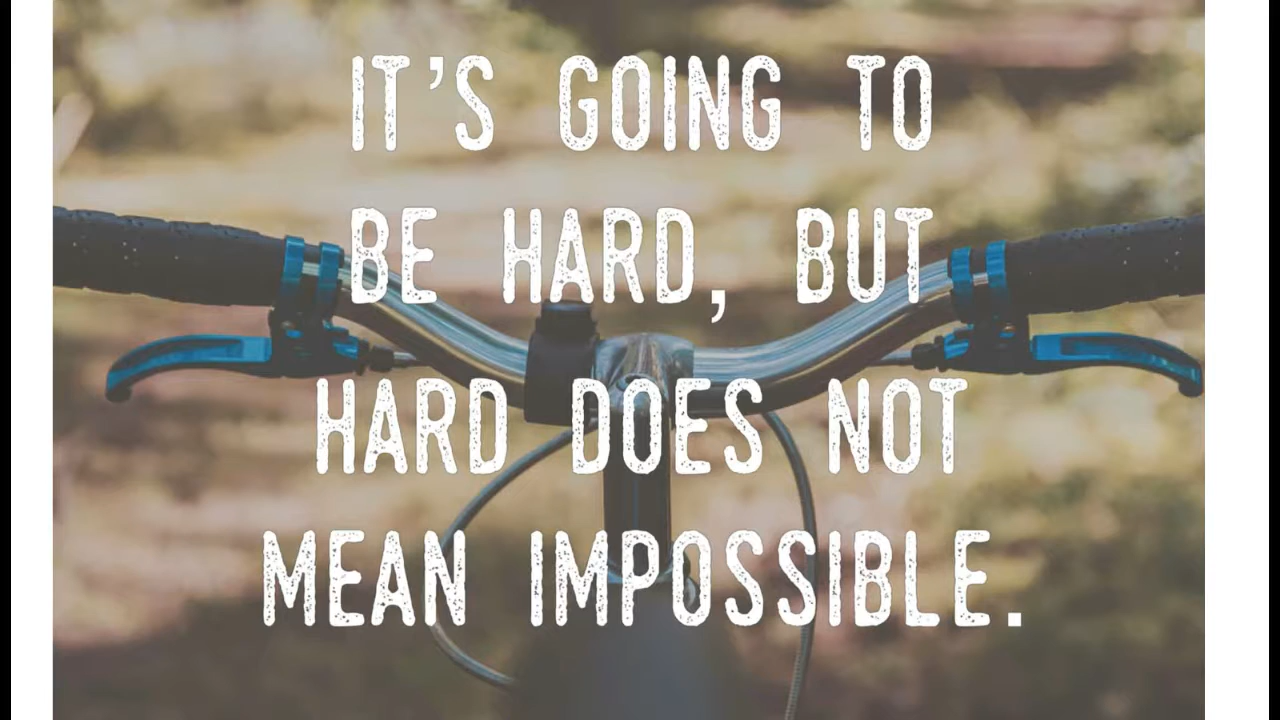 IT'S GOING TO
BE HARD, BUT
HARD DOES NOT
MEAN IMPOSSIBLE.